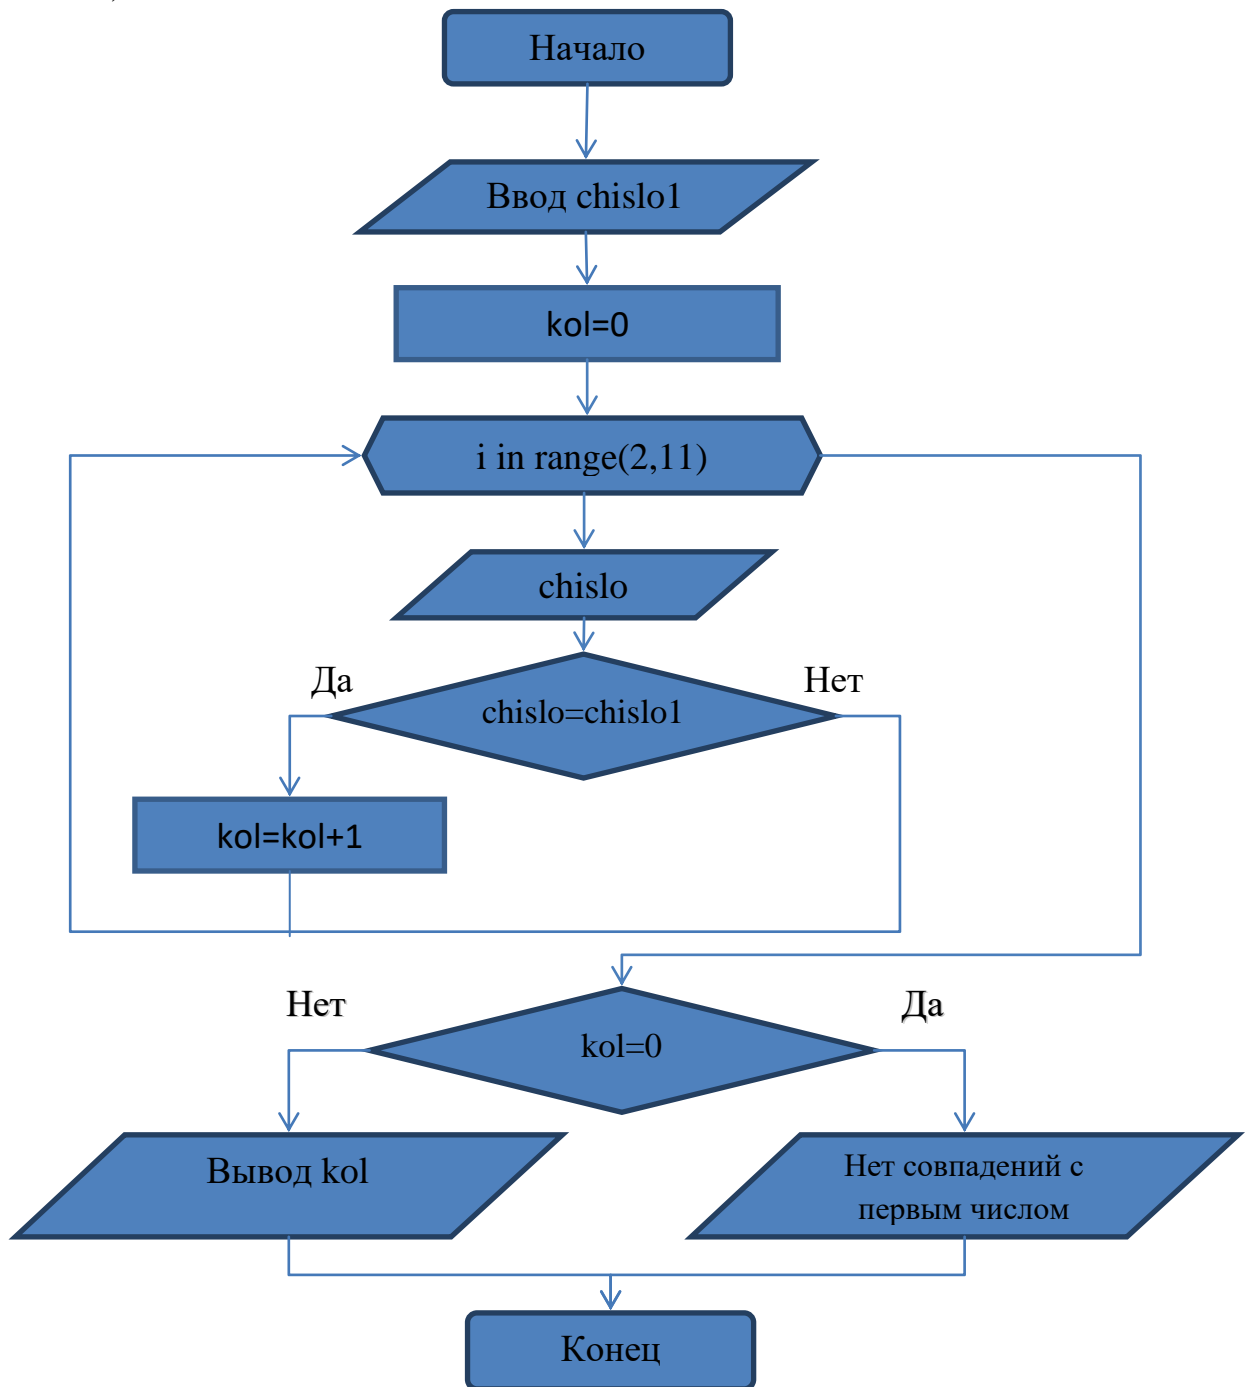 Начало
Ввод chislo1
kol=0
i in range(2,11)
chislo
Да
Нет
chislo=chislo1
kol=kol+1
Нет
Да
kol=0
Вывод kol
Нет совпадений с
первым числом
Конец